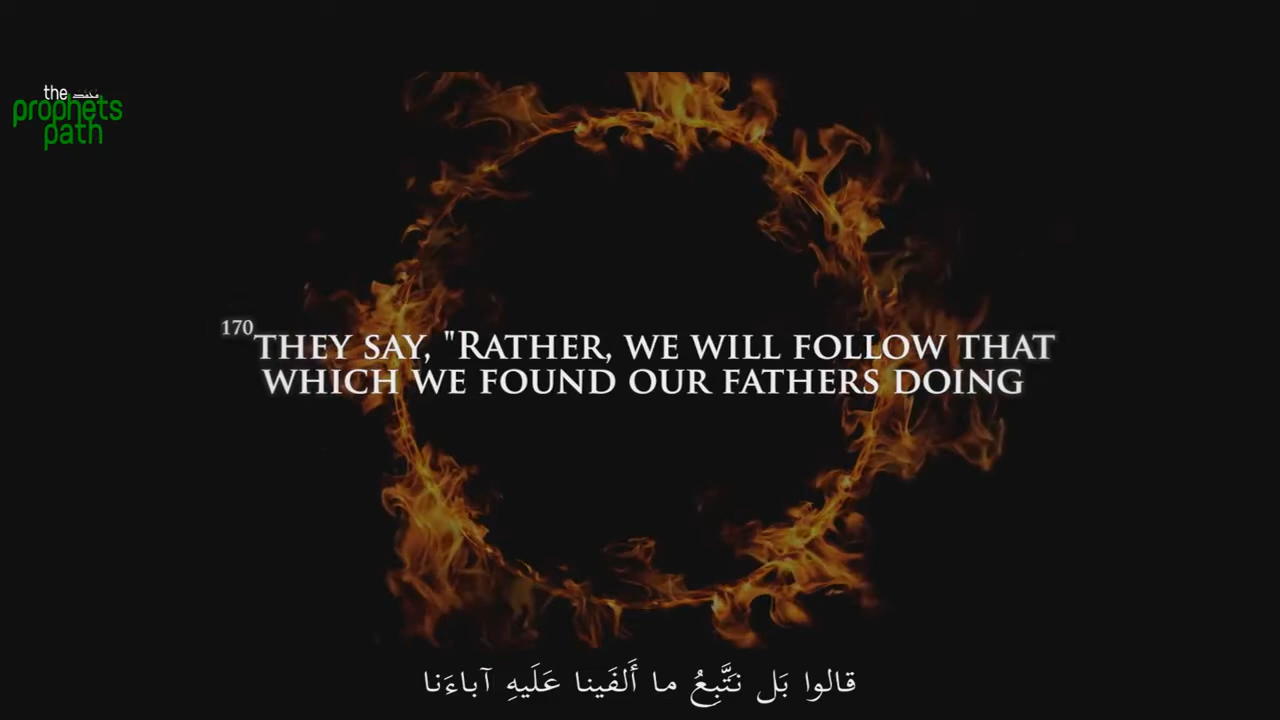 the
prophets
path
170 THEY SAY, "RATHER, WE WILL FOLLOW THAT
WHICH WE FOUND OUR FATHERS DOING
قالوا بَل نَتَّبِعُ ما أَلفَينا عَلَيهِ آباءَنا